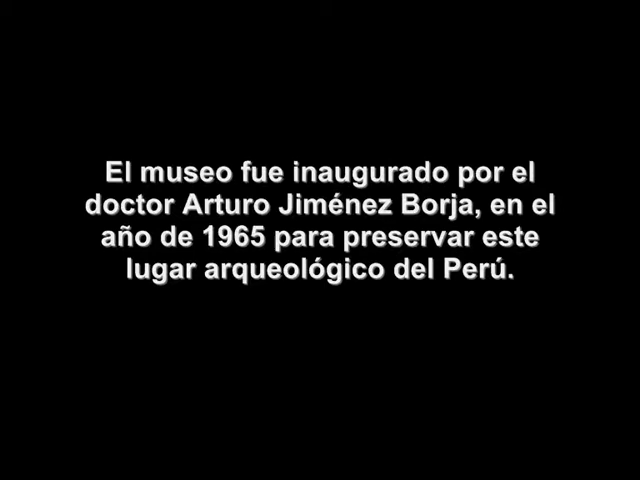 El museo fue inaugurado por el
doctor Arturo Jiménez Borja, en el
año de 1965 para preservar este
lugar arqueológico del Perú.